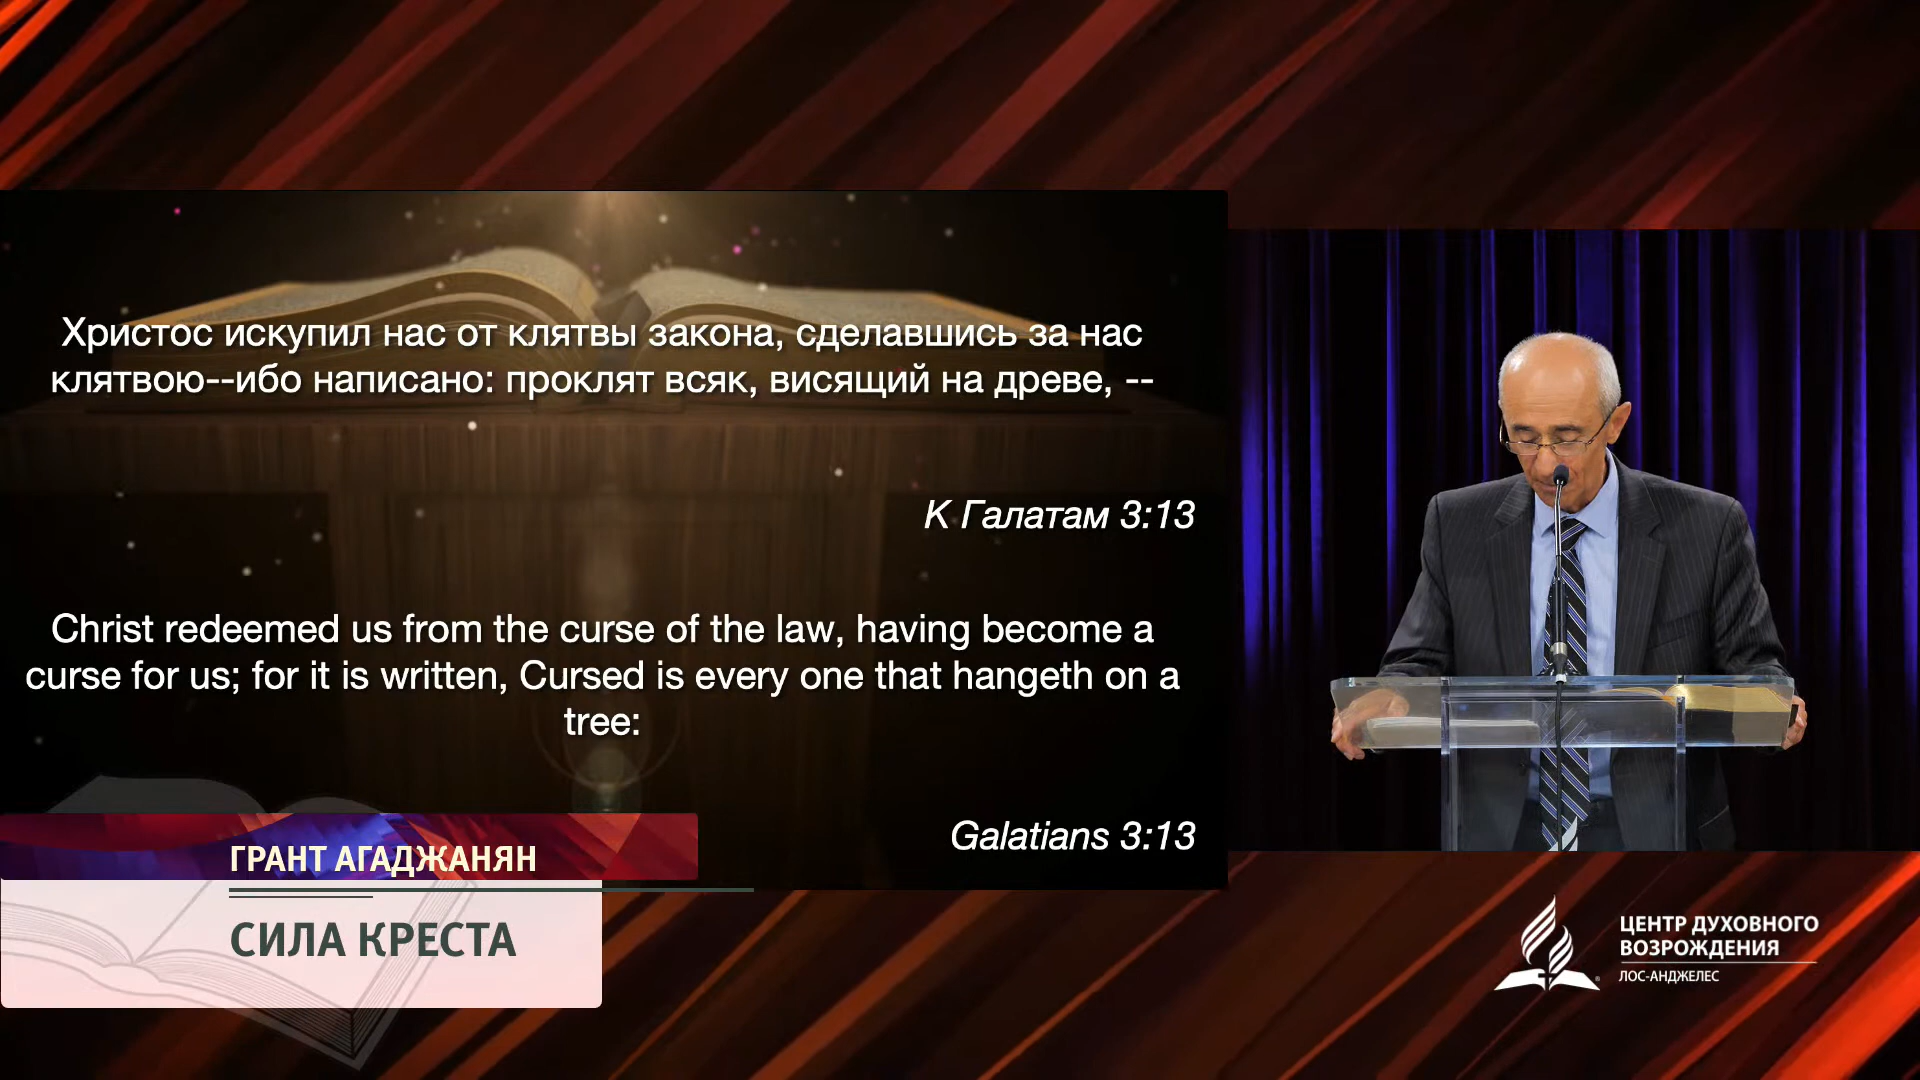 Христос искупил нас от клятвы закона, сделавшись за нас
клятвою--ибо написано: проклят всяк, висящий на древе, --
К Галатам 3:13
Christ redeemed us from the curse of the law, having become a
curse for us; for it is written, Cursed is every one that hangeth on a
tree:
Galatians 3:13
ГРАНТ АГАДЖАНЯН
СИЛА КРЕСТА
ЦЕНТР ДУХОВНОГО
ВОЗРОЖДЕНИЯ
ЛОС-АНДЖЕЛЕС